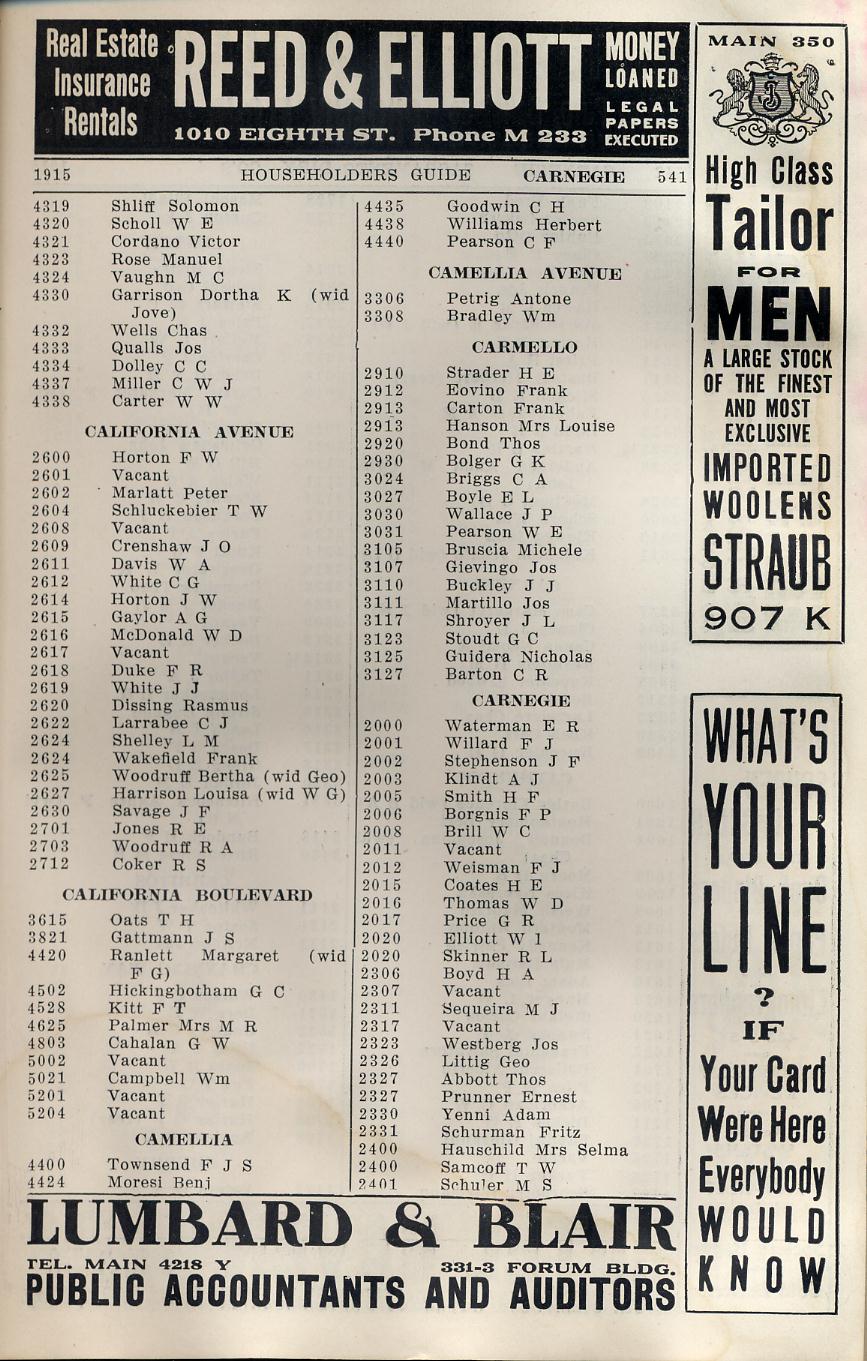 Real Estate
Insurance
Rentals
REED & ELLIOTT
1010 EIGHTH ST. Phone M 233
MONEY
LOANED
LEGAL
PAPERS
EXECUTED
1915 HOUSEHOLDERS GUIDE CARNEGIE 541
4319 Shliff Solomon
4320 Scholl W E
4321 Cordano Victor
4323 Rose Manuel
4324 Vaughn M C
4330 Garrison Dortha K (wid
Jove)
4332 Wells Chas
4333 Qualls Jos
4334 Dolley C C
4337 Miller C W J
4338 Carter W W
CALIFORNIA AVENUE
2600 Horton F W
2601 Vacant
2602 Marlatt Peter
2604 Schluckebier T W
2608 Vacant
2609 Crenshaw J O
2611 Davis W A
2612 White C G
2614 Horton J W
2615 Gaylor A G
2616 McDonald W D
2617 Vacant
2618 Duke F R
2619 White J J
2620 Dissing Rasmus
2622 Larrabee C J
2624 Shelley L M
2624 Wakefield Frank
2625 Woodruff Bertha (wid Geo)
2627 Harrison Louisa (wid W G)
2630 Savage J F
2701 Jones R E
2703 Woodruff R A
2712 Coker R S
CALIFORNIA BOULEVARD
3615 Oats T H
3821 Gattmann J S
4420 Ranlett Margaret (wid
F G)
4502 Hickingbotham G C
4528 Kitt F T
4625 Palmer Mrs M R
4803 Cahalan G W
5002 Vacant
5021 Campbell Wm
5201 Vacant
5204 Vacant
CAMELLIA
4400 Townsend F J S
4424 Moresi Benj
4435 Goodwin C H
4438 Williams Herbert
4440 Pearson C F
CAMELLIA AVENUE
3306 Petrig Antone
3308 Bradley Wm
CARMELLO
2910 Strader H E
2912 Eovino Frank
2913 Carton Frank
2913 Hanson Mrs Louise
2920 Bond Thos
2930 Bolger G K
3024 Briggs C A
3027 Boyle E L
3030 Wallace J P
3031 Pearson W E
3105 Bruscia Michele
3107 Gievingo Jos
3110 Buckley J J
3111 Martillo Jos
3117 Shroyer J L
3123 Stoudt G C
3125 Guidera Nicholas
3127 Barton C R
CARNEGIE
2000 Waterman E R
2001 Willard F J
2002 Stephenson J F
2003 Klindt A J
2005 Smith H F
2006 Borgnis F P
2008 Brill W C
2011 Vacant
2012 Weisman F J
2015 Coates H E
2016 Thomas W D
2017 Price G R
2020 Elliott W l
2020 Skinner R L
2306 Boyd H A
2307 Vacant
2311 Sequeira M J
2317 Vacant
2323 Westberg Jos
2326 Littig Geo
2327 Abbott Thos
2327 Prunner Ernest
2330 Yenni Adam
2331 Schurman Fritz
2400 Hauschild Mrs Selma
2400 Samcoff T W
2401 Schuler M S
MAIN 350
High Class
Tailor
FOR
MEN
A LARGE STOCK
OF THE FINEST
AND MOST
EXCLUSIVE
IMPORTED
WOOLENS
STRAUB
907 K
WHAT'S
YOUR
LINE
?
IF
Your Card
Were Here
Everybody
WOULD
KNOW
LUMBARD & BLAIR
TEL. MAIN 4218 Y 331-3 FORUM BLDG.
PUBLIC ACCOUNTANTS AND AUDITORS